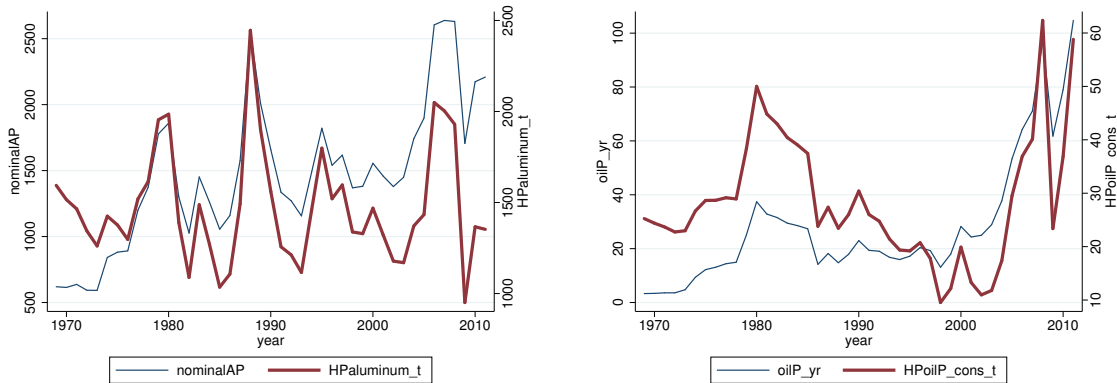 nominalAP
500 1000 1500 2000 2500
HPaluminum_t
1000 1500 2000 2500
1970 1980 1990 2000 2010
year
nominalAP HPaluminum_t
oilP_yr
0 20 40 60 80 100
HPoilP_cons_t
10 20 30 40 50 60
1970 1980 1990 2000 2010
year
oilP_yr HPoilP_cons_t